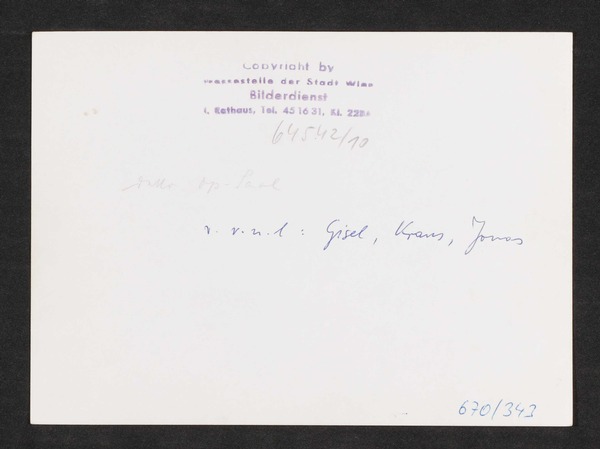 Copyright by
Pressestelle der Stadt Wien
Bilderdienst
I, Rathaus, Tel. 45 16 31, Kl. 228
64542/10
v. r. n. l : Gisel, Kraus, Jonas
670/343